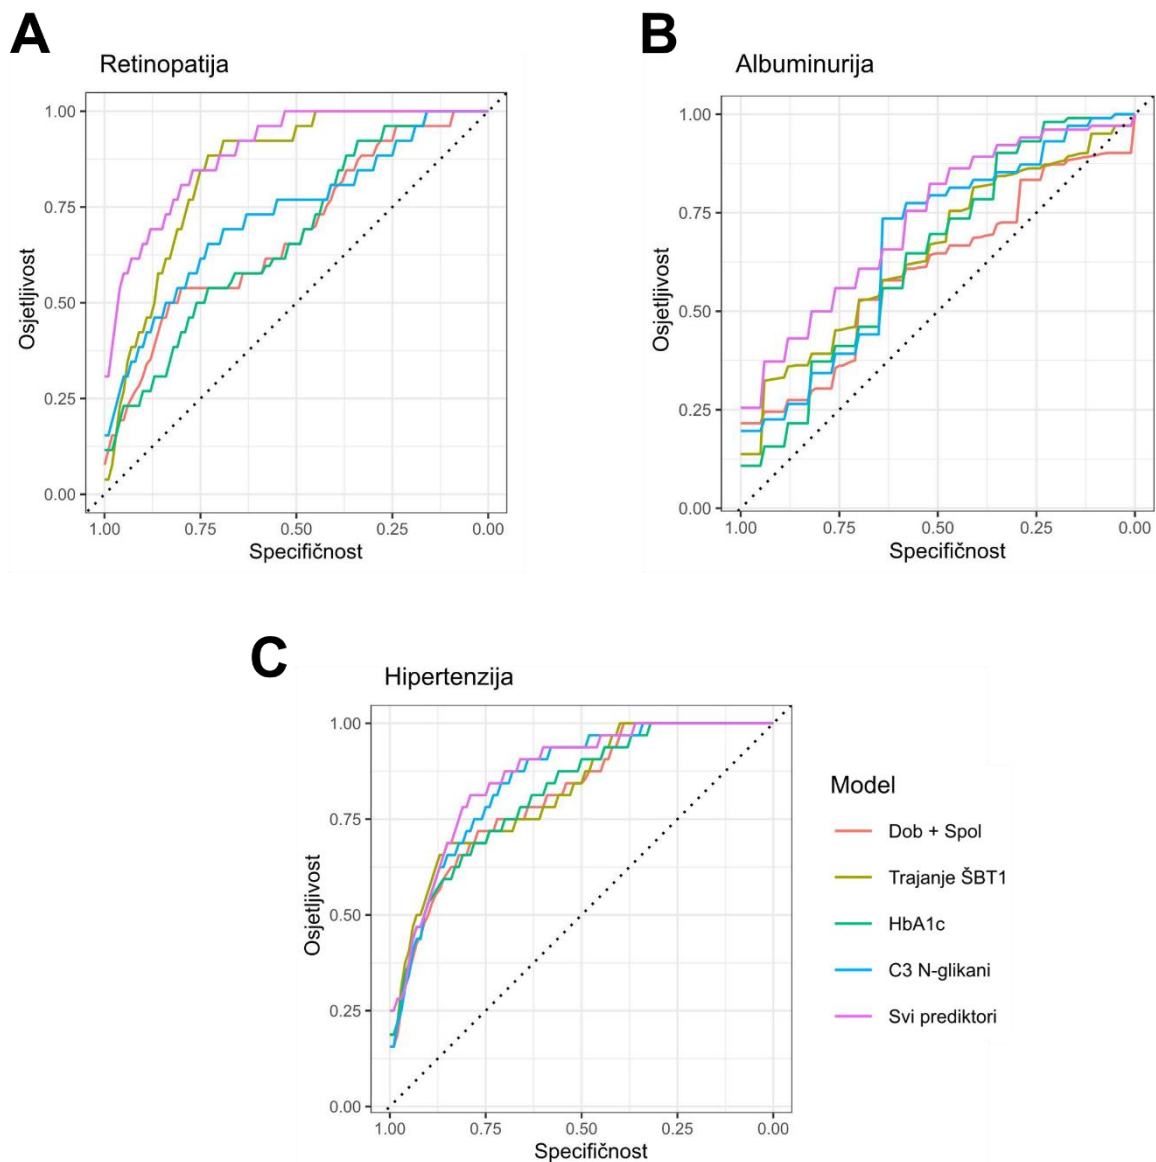 A
Retinopatija
1.00
0.75
0.50
0.25
0.00
Osjetljivost
1.00 0.75 0.50 0.25 0.00
Specifičnost
B
Albuminurija
1.00
0.75
0.50
0.25
0.00
Osjetljivost
1.00 0.75 0.50 0.25 0.00
Specifičnost
C
Hipertenzija
1.00
0.75
0.50
0.25
0.00
Osjetljivost
1.00 0.75 0.50 0.25 0.00
Specifičnost
Model
Dob + Spol
Trajanje ŠBT1
HbA1c
C3 N-glikani
Svi prediktori